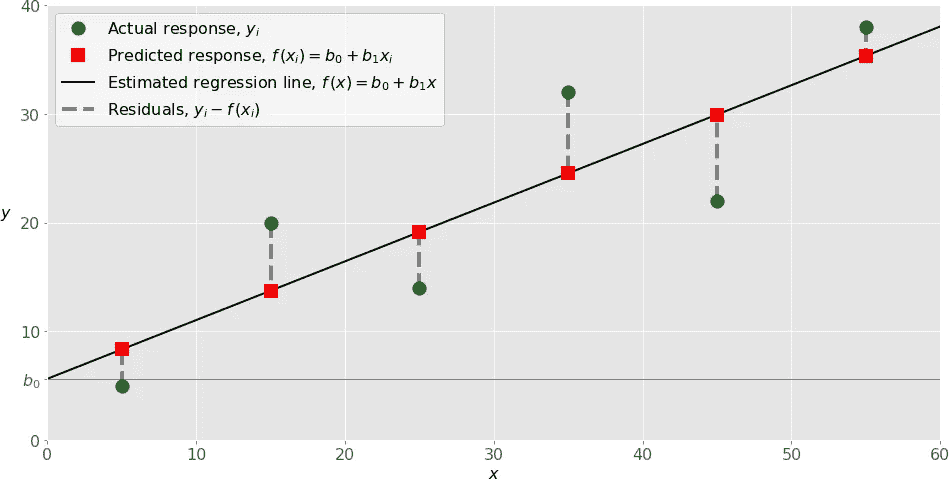 40
Actual response, yᵢ
Predicted response, f(xᵢ) = b₀ + b₁xᵢ
Estimated regression line, f(x) = b₀ + b₁x
Residuals, yᵢ − f(xᵢ)
30
y
20
10
b₀
0
0 10 20 30 40 50 60
x